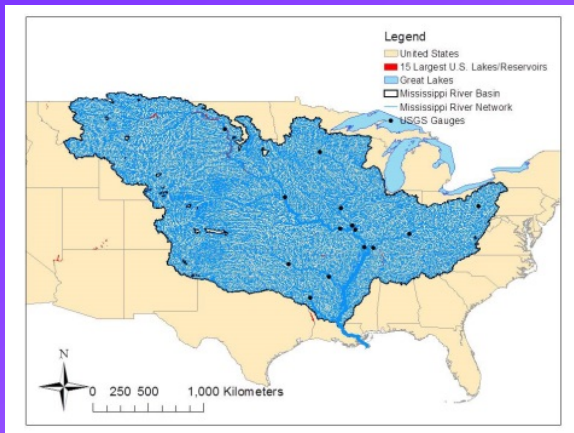 Legend
United States
15 Largest U.S. Lakes/Reservoirs
Great Lakes
Mississippi River Basin
Mississippi River Network
USGS Gauges
N
0 250 500 1,000 Kilometers